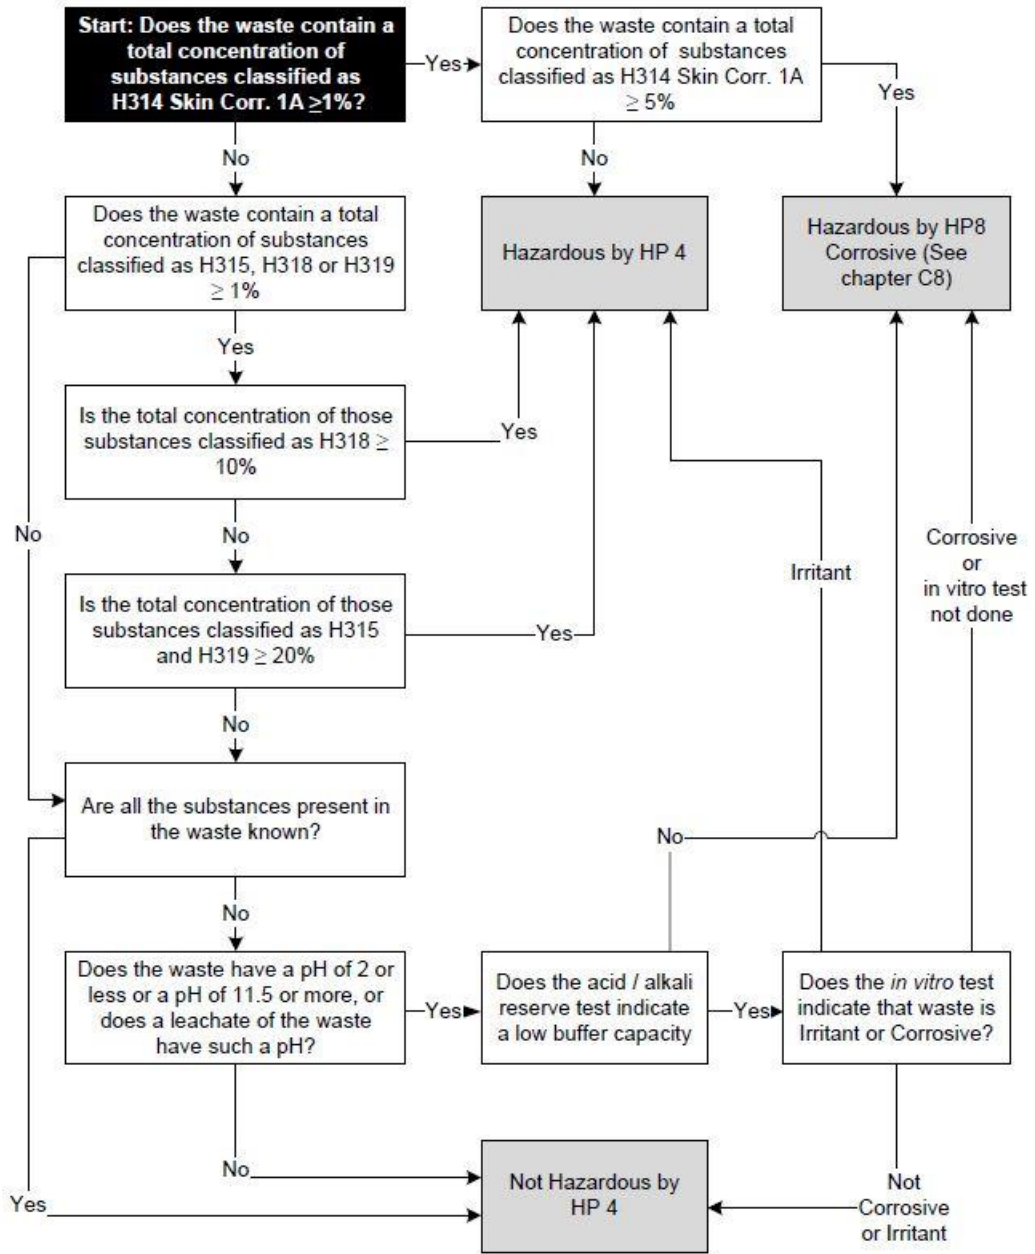 Start: Does the waste contain a
total concentration of
substances classified as
H314 Skin Corr. 1A ≥1%?
Yes
Does the waste contain a total
concentration of substances
classified as H314 Skin Corr. 1A
≥ 5%
Yes
No
No
Does the waste contain a total
concentration of substances
classified as H315, H318 or H319
≥ 1%
Hazardous by HP 4
Hazardous by HP8
Corrosive (See
chapter C8)
Yes
Is the total concentration of those
substances classified as H318 ≥
10%
Yes
No
No
Is the total concentration of those
substances classified as H315
and H319 ≥ 20%
Yes
Irritant
Corrosive
or
in vitro test
not done
No
Are all the substances present in
the waste known?
No
No
Does the waste have a pH of 2 or
less or a pH of 11.5 or more, or
does a leachate of the waste
have such a pH?
Yes
Does the acid / alkali
reserve test indicate
a low buffer capacity
Yes
Does the in vitro test
indicate that waste is
Irritant or Corrosive?
No
Yes
Not Hazardous by
HP 4
Not
Corrosive
or Irritant